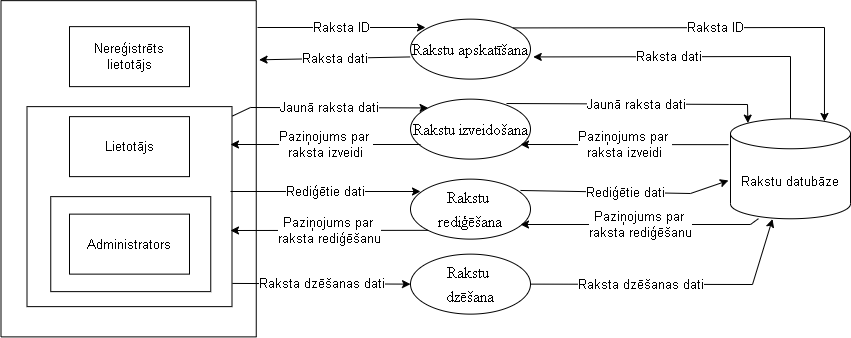 Raksta ID
Rakstu apskatīšana
Raksta ID
Nereģistrēts
lietotājs
Raksta dati
Raksta dati
Jaunā raksta dati
Rakstu izveidošana
Jaunā raksta dati
Lietotājs
Paziņojums par
raksta izveidi
Paziņojums par
raksta izveidi
Rakstu datubāze
Rediģētie dati
Rakstu
rediģēšana
Rediģētie dati
Administrators
Paziņojums par
raksta rediģēšanu
Paziņojums par
raksta rediģēšanu
Raksta dzēšanas dati
Rakstu
dzēšana
Raksta dzēšanas dati